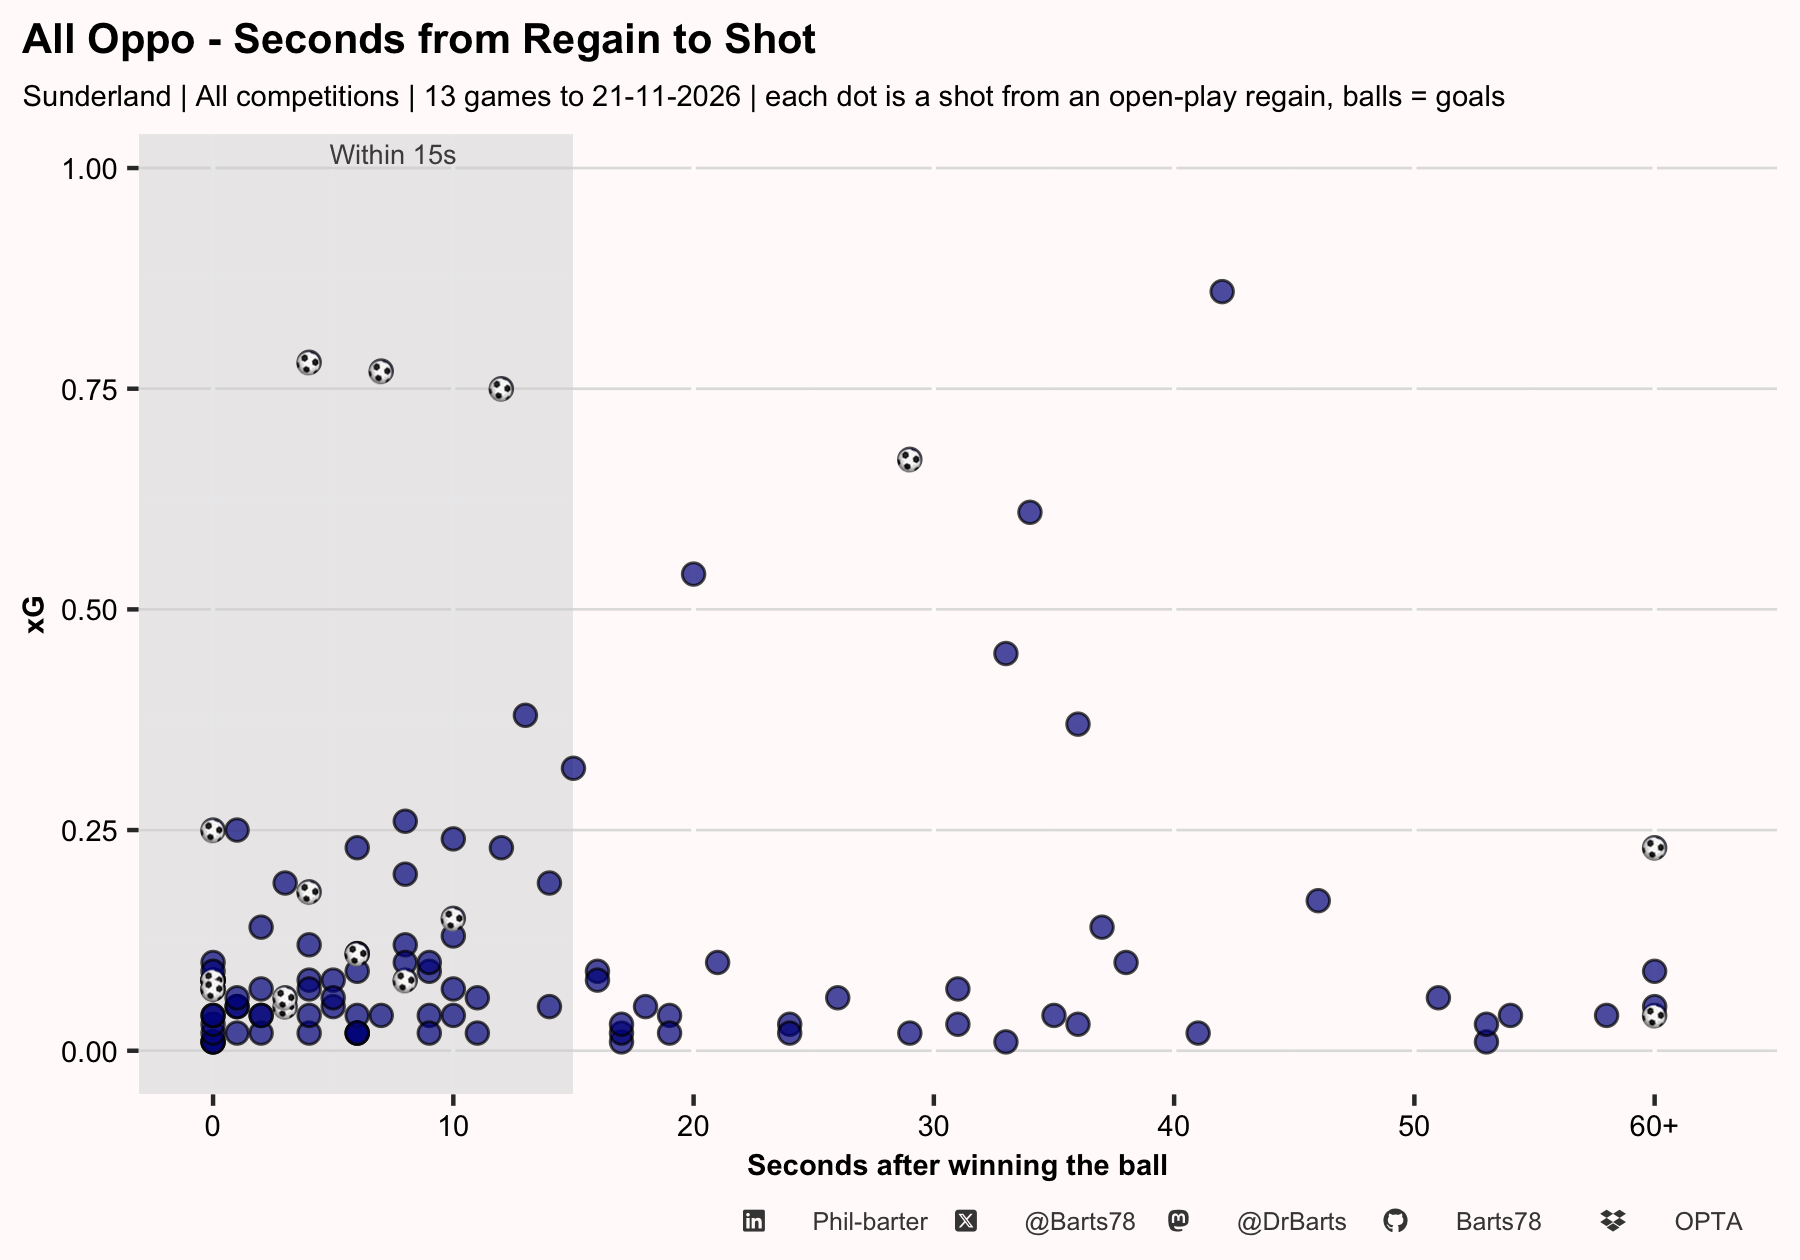 All Oppo - Seconds from Regain to Shot
Sunderland | All competitions | 13 games to 21-11-2026 | each dot is a shot from an open-play regain, balls = goals
Within 15s
1.00
0.75
0.50
0.25
0.00
xG
0 10 20 30 40 50 60+
Seconds after winning the ball
Phil-barter @Barts78 @DrBarts Barts78 OPTA